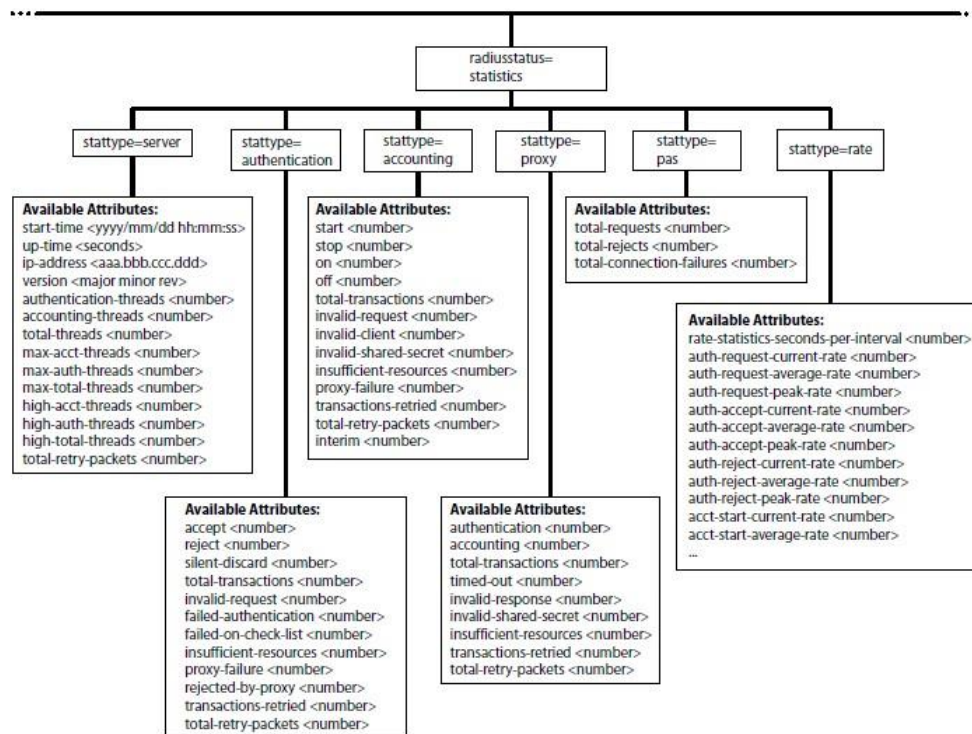 radiusstatus=
statistics
stattype=server
stattype=
authentication
stattype=
accounting
stattype=
proxy
stattype=
pas
stattype=rate
Available Attributes:
start-time <yyyy/mm/dd hh:mm:ss>
up-time <seconds>
ip-address <aaa.bbb.ccc.ddd>
version <major minor rev>
authentication-threads <number>
accounting-threads <number>
total-threads <number>
max-acct-threads <number>
max-auth-threads <number>
max-total-threads <number>
high-acct-threads <number>
high-auth-threads <number>
high-total-threads <number>
total-retry-packets <number>
Available Attributes:
start <number>
stop <number>
on <number>
off <number>
total-transactions <number>
invalid-request <number>
invalid-client <number>
invalid-shared-secret <number>
insufficient-resources <number>
proxy-failure <number>
transactions-retried <number>
total-retry-packets <number>
interim <number>
Available Attributes:
total-requests <number>
total-rejects <number>
total-connection-failures <number>
Available Attributes:
rate-statistics-seconds-per-interval <number>
auth-request-current-rate <number>
auth-request-average-rate <number>
auth-request-peak-rate <number>
auth-accept-current-rate <number>
auth-accept-average-rate <number>
auth-accept-peak-rate <number>
auth-reject-current-rate <number>
auth-reject-average-rate <number>
auth-reject-peak-rate <number>
acct-start-current-rate <number>
acct-start-average-rate <number>
...
Available Attributes:
accept <number>
reject <number>
silent-discard <number>
total-transactions <number>
invalid-request <number>
failed-authentication <number>
failed-on-check-list <number>
insufficient-resources <number>
proxy-failure <number>
rejected-by-proxy <number>
transactions-retried <number>
total-retry-packets <number>
Available Attributes:
authentication <number>
accounting <number>
total-transactions <number>
timed-out <number>
invalid-response <number>
invalid-shared-secret <number>
insufficient-resources <number>
transactions-retried <number>
total-retry-packets <number>